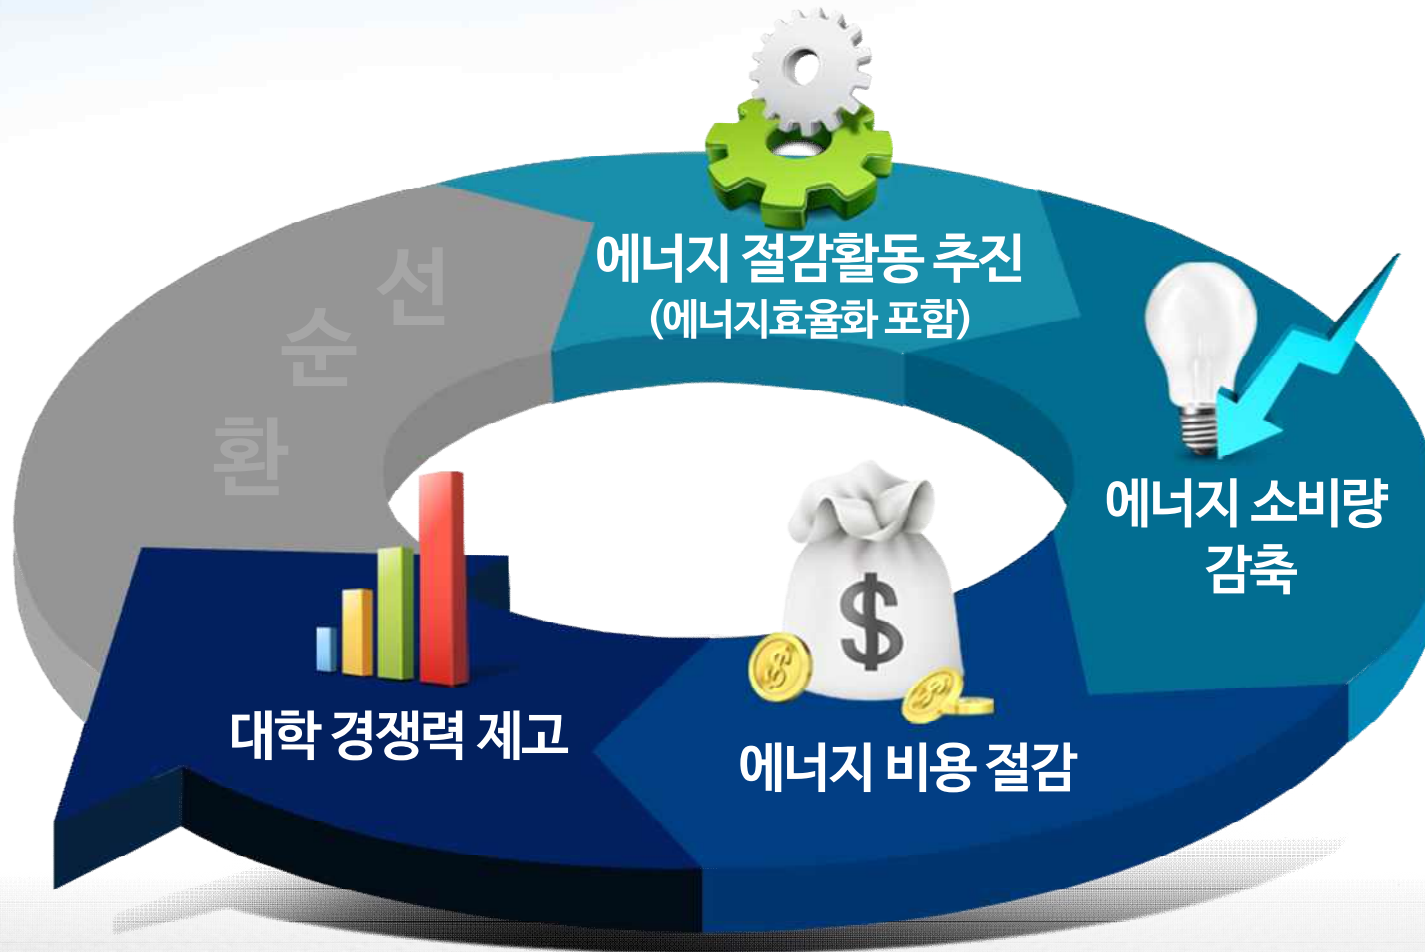 에너지 절감활동 추진
(에너지효율화 포함)
에너지 소비량
감축
에너지 비용 절감
대학 경쟁력 제고
선
순
환
$